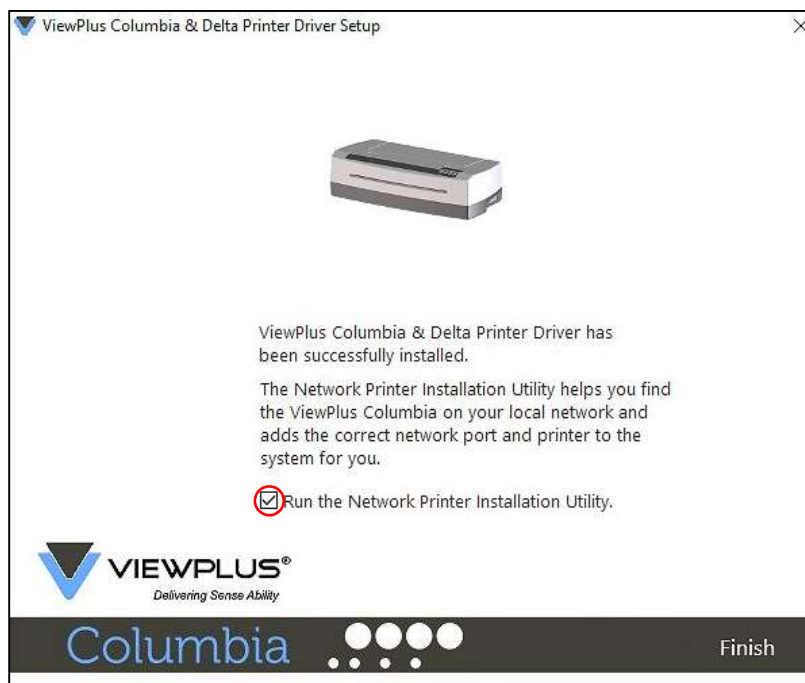 ViewPlus Columbia & Delta Printer Driver Setup
ViewPlus Columbia & Delta Printer Driver has
been successfully installed.
The Network Printer Installation Utility helps you find
the ViewPlus Columbia on your local network and
adds the correct network port and printer to the
system for you.
Run the Network Printer Installation Utility.
VIEWPLUS®
Delivering Sense Ability
Columbia
Finish